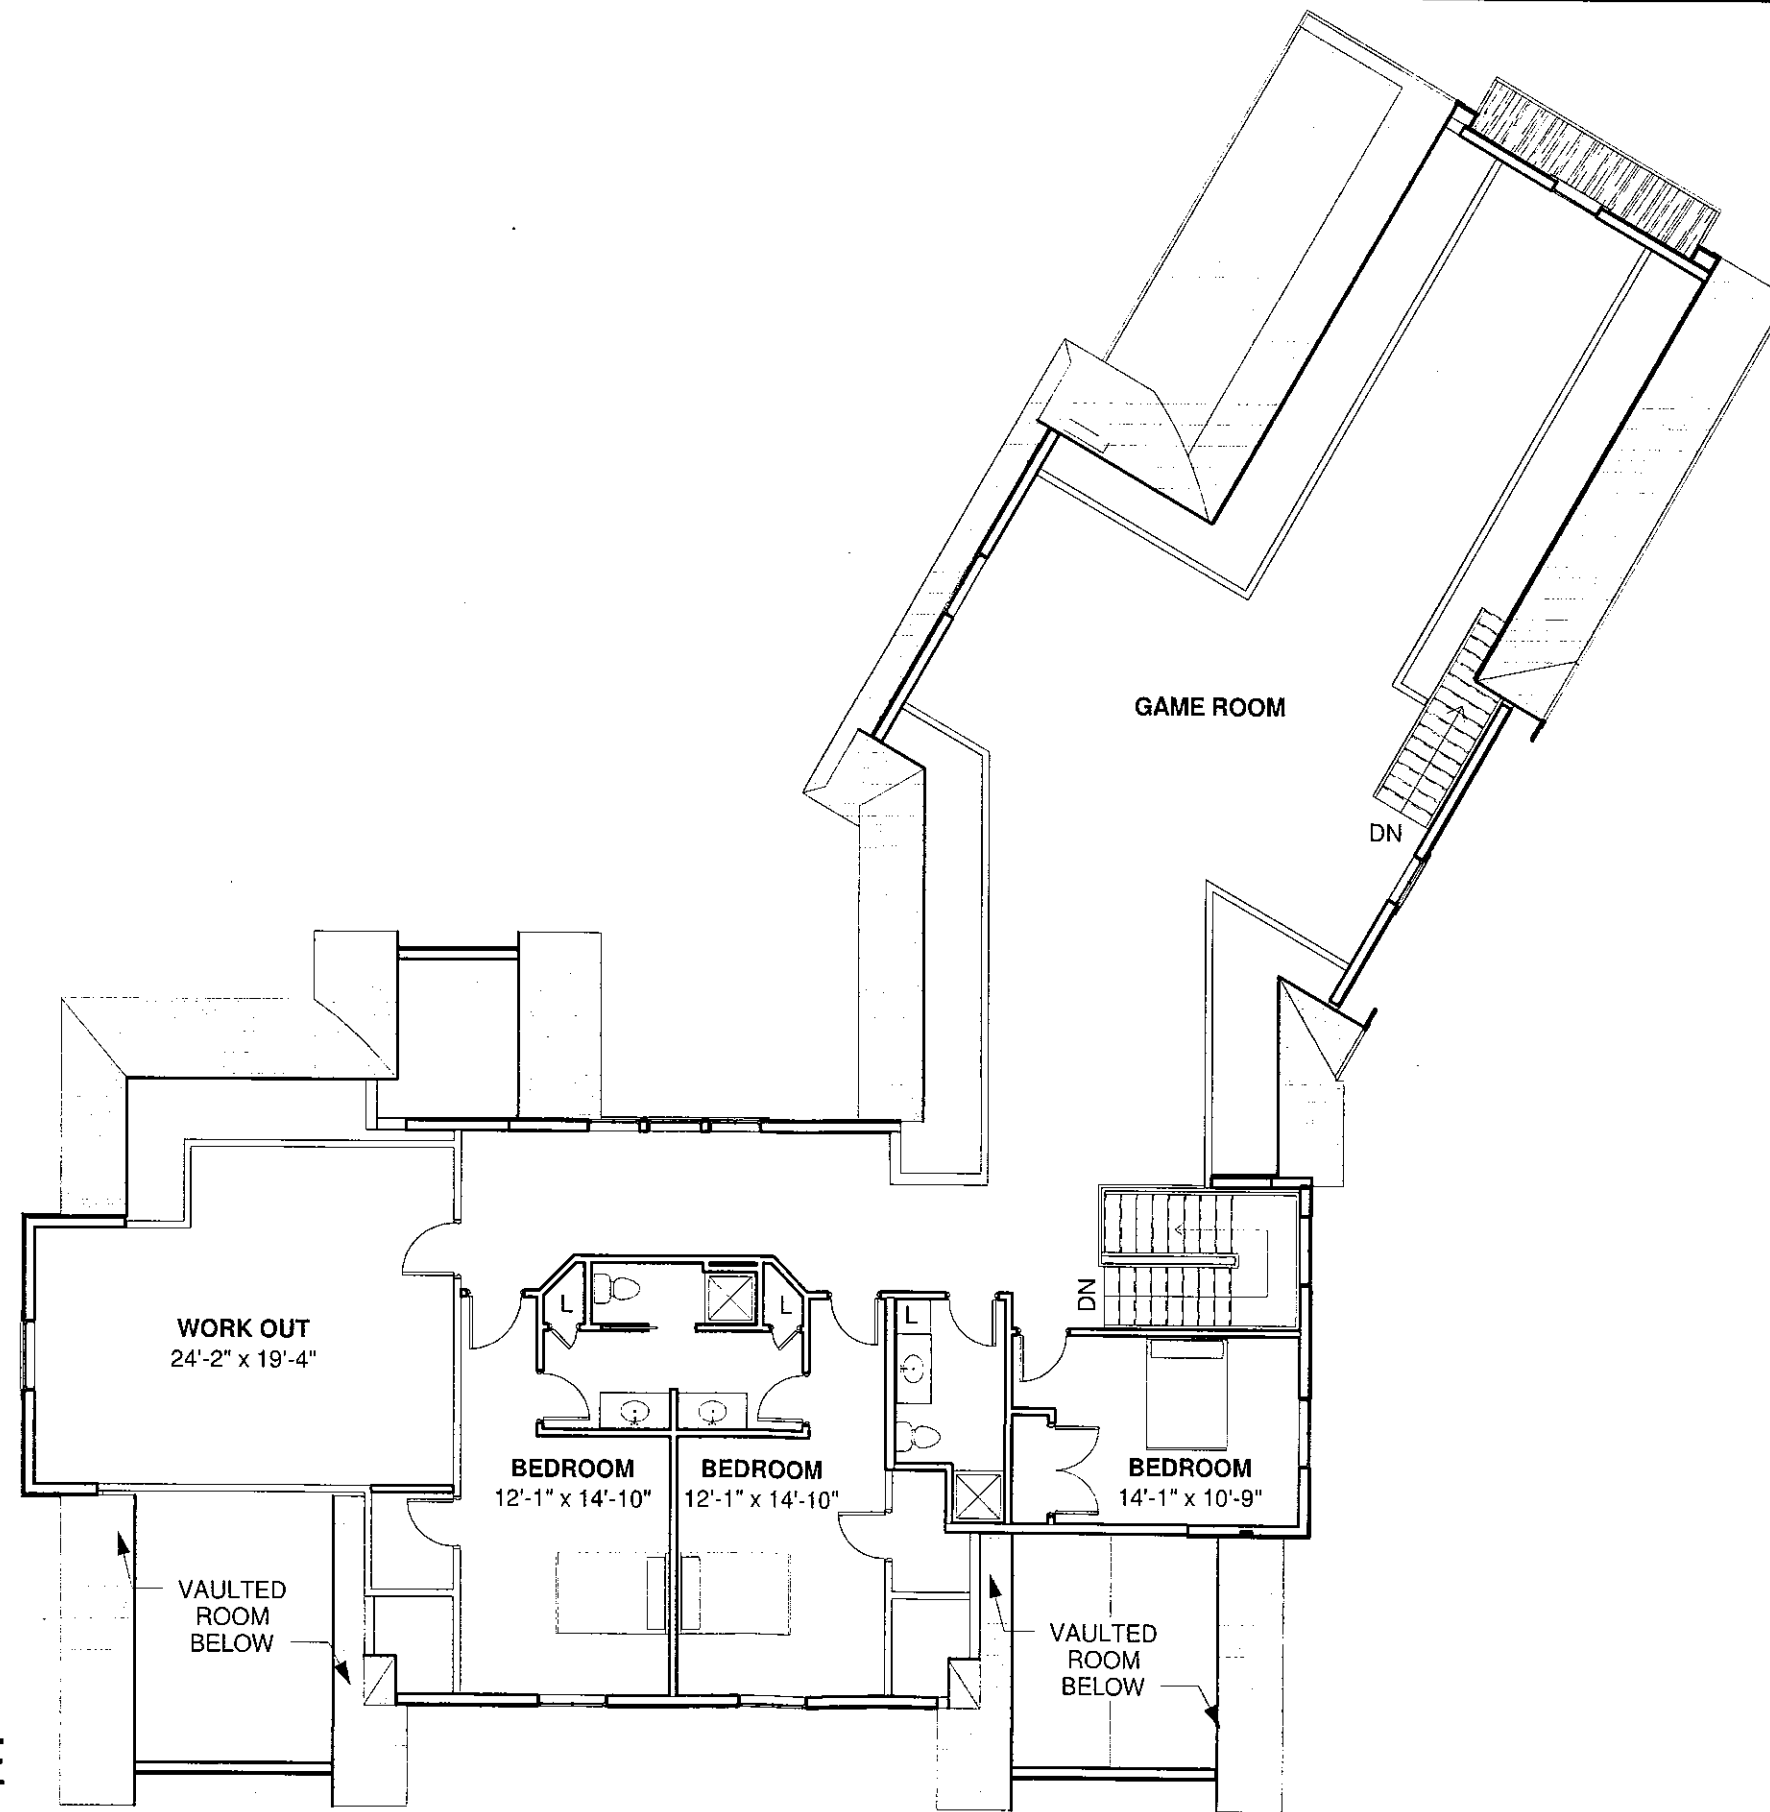 GAME ROOM
DN
DN
L
L
L
WORK OUT
24'-2" x 19'-4"
BEDROOM
12'-1" x 14'-10"
BEDROOM
12'-1" x 14'-10"
BEDROOM
14'-1" x 10'-9"
VAULTED
ROOM
BELOW
VAULTED
ROOM
BELOW